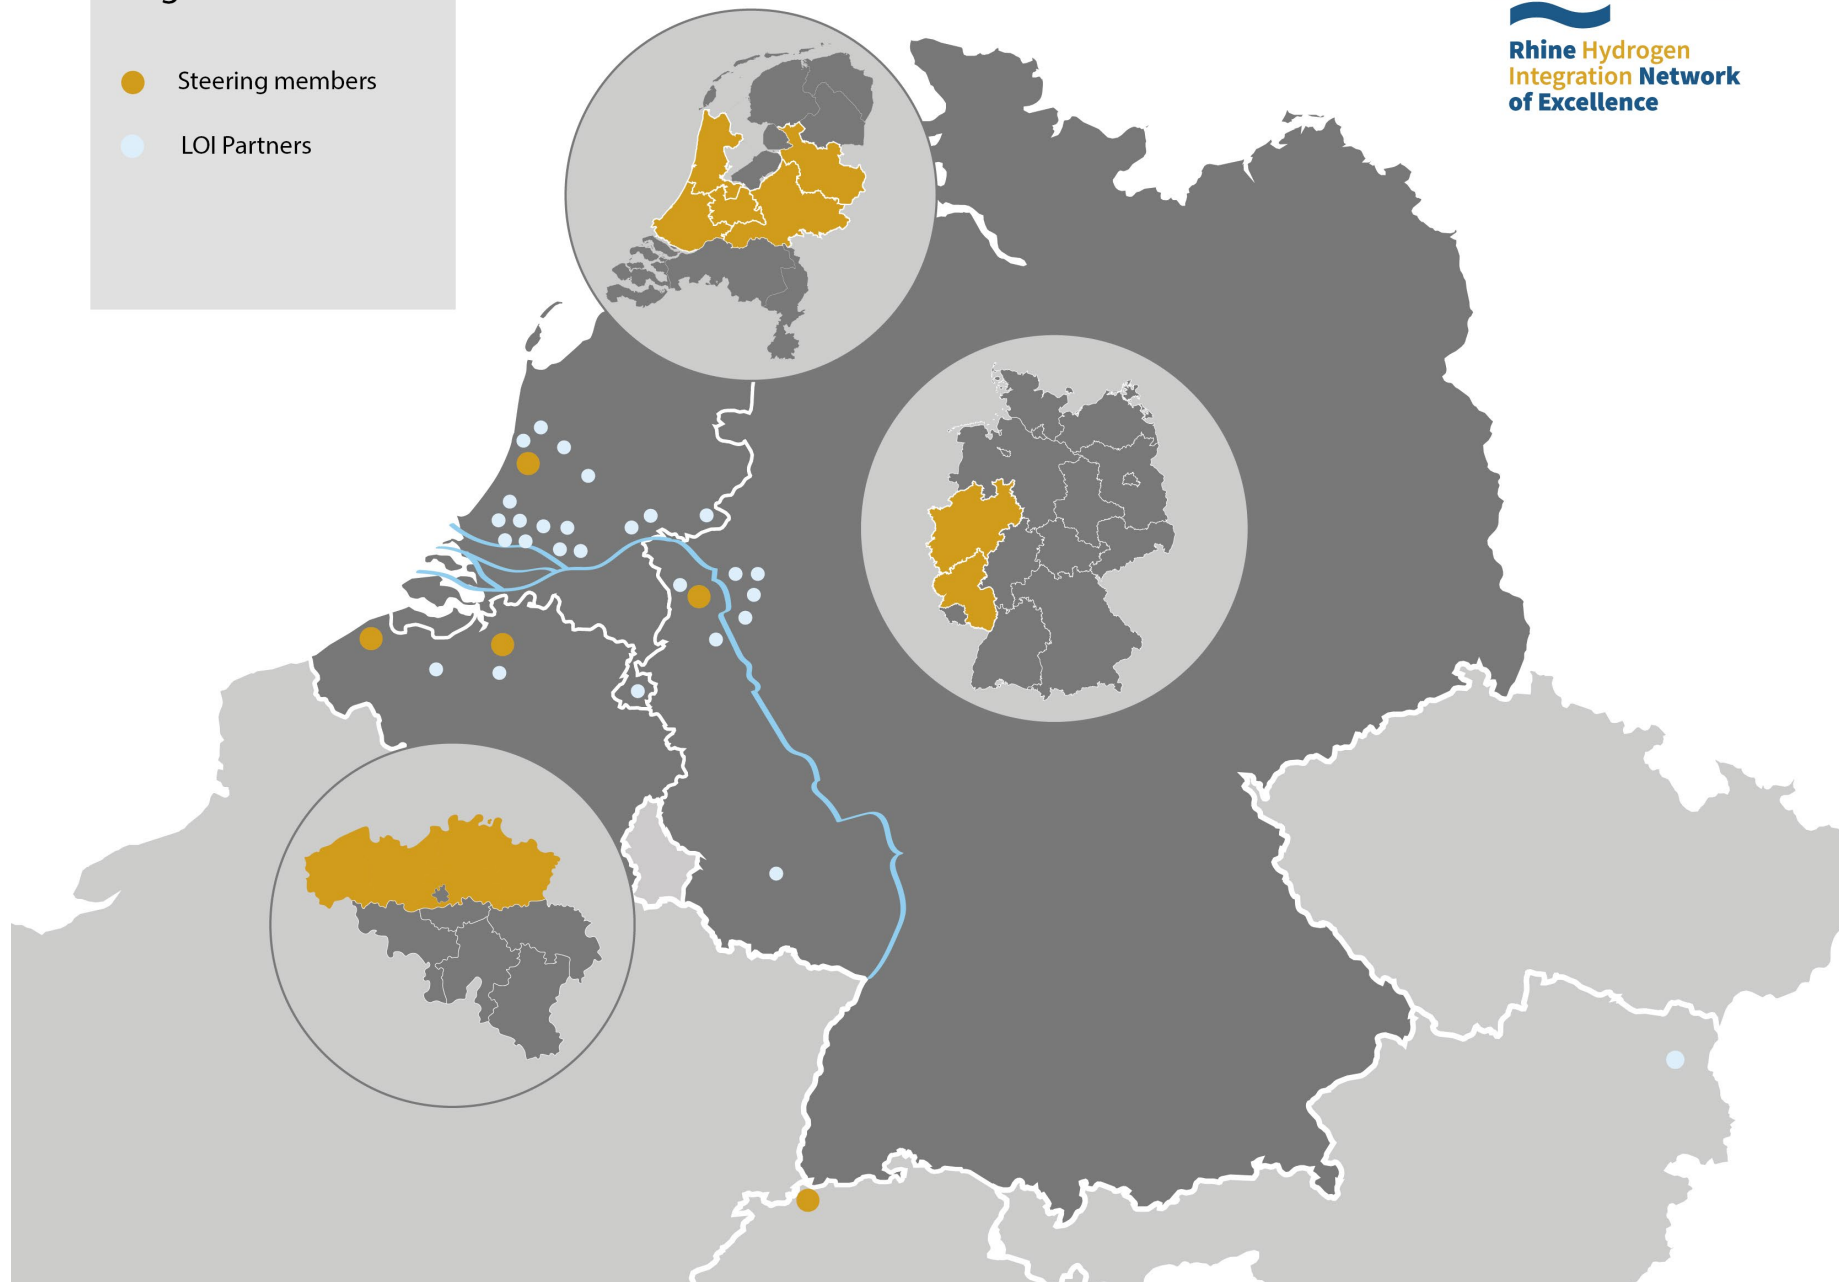 Steering members
LOI Partners
Rhine Hydrogen
Integration Network
of Excellence